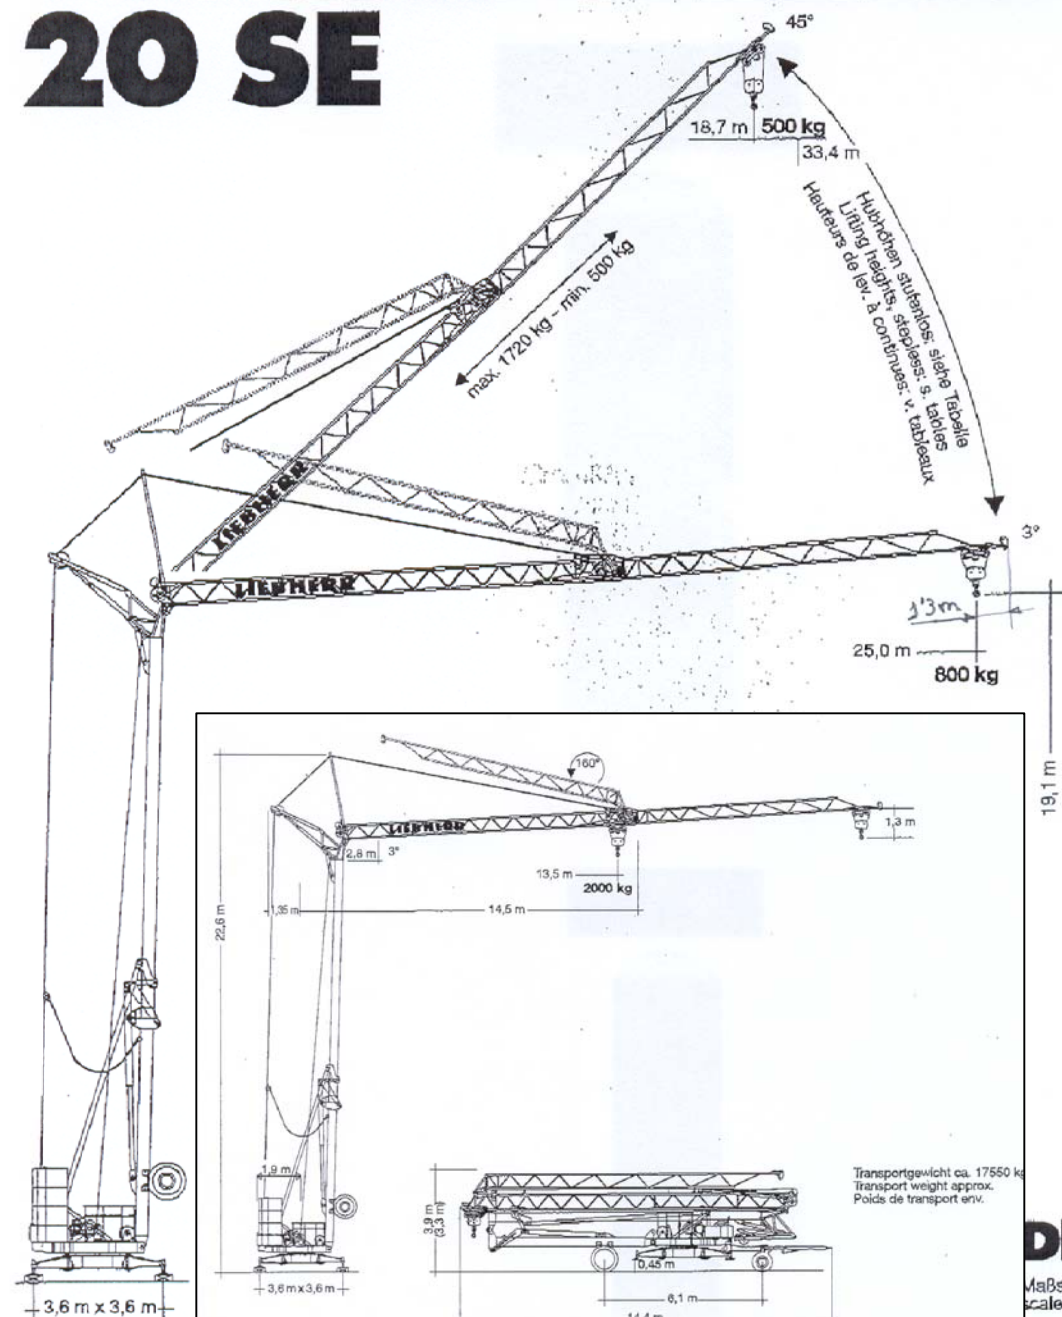 20 SE
45°
18,7 m 500 kg
33,4 m
Hubhöhen stufenlos; siehe Tabelle
Lifting heights, stepless: s. tables
Hauteurs de lev. à continues: v. tableaux
max. 1720 kg – min. 500 kg
LIEBHERR
3°
LIEBHERR
1'3m
25,0 m
800 kg
19,1 m
160°
LIEBHERR
1,3 m
2,8 m 3°
13,5 m
2000 kg
1,35 m
14,5 m
22,6 m
1,9 m
Transportgewicht ca. 17550 kg
Transport weight approx.
Poids de transport env.
3,9 m
(3,3 m)
0,45 m
3,6 m x 3,6 m
3,6 m x 3,6 m
6,1 m